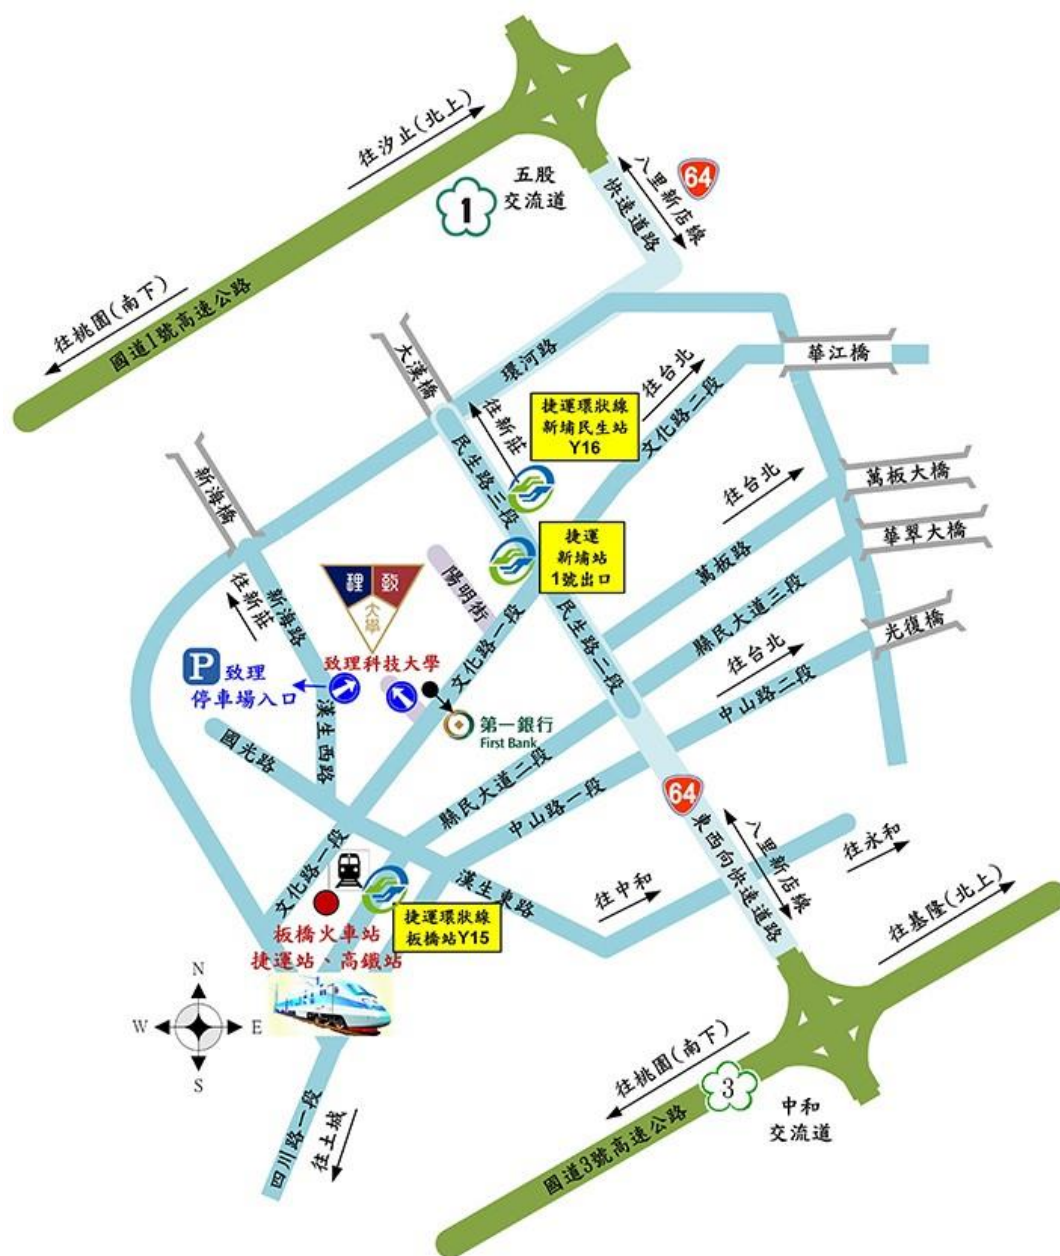 往汐止(北上)
五股
交流道
1
64
八里新店線
快速道路
往桃園(南下)
國道1號高速公路
大漢橋
環河路
華江橋
往新莊
捷運環狀線
新埔民生站
Y16
往台北
文化路二段
民生路三段
新海橋
往台北
萬板大橋
華翠大橋
捷運
新埔站
1號出口
萬板路
陽明街
往新莊
新海路
理 致
大學
民生路二段
縣民大道三段
光復橋
文化路一段
往台北
中山路二段
P 致理
停車場入口
致理科技大學
第一銀行
First Bank
漢生西路
國光路
縣民大道二段
中山路一段
64
八里新店線
東西向快速道路
文化路一段
漢生東路
往中和
往永和
捷運環狀線
板橋站Y15
板橋火車站
捷運站、高鐵站
往基隆(北上)
N
W E
S
往桃園(南下)
3
中和
交流道
國道3號高速公路
四川路一段
往土城